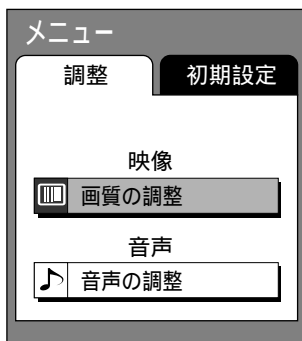 メニュー
調整 初期設定
映像
画質の調整
音声
音声の調整